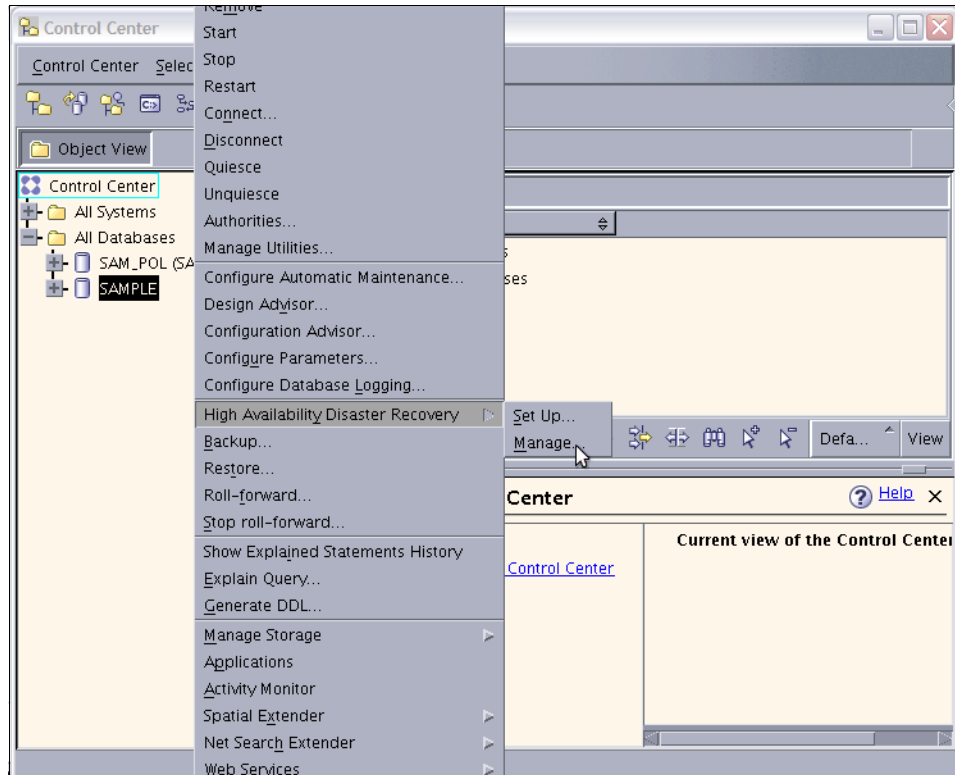 Control Center
Control Center Selec
Object View
Control Center
All Systems
All Databases
SAM_POL (SA
SAMPLE
Remove
Start
Stop
Restart
Connect...
Disconnect
Quiesce
Unquiesce
Authorities...
Manage Utilities...
Configure Automatic Maintenance...
Design Advisor...
Configuration Advisor...
Configure Parameters...
Configure Database Logging...
High Availability Disaster Recovery
Backup...
Restore...
Roll-forward...
Stop roll-forward...
Show Explained Statements History
Explain Query...
Generate DDL...
Manage Storage
Applications
Activity Monitor
Spatial Extender
Net Search Extender
Web Services
Set Up...
Manage...
ses
Defa... View
Center
Help
Control Center
Current view of the Control Center